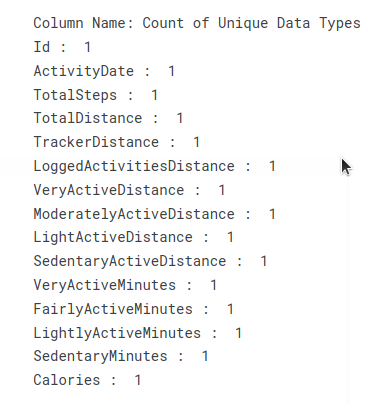 Column Name: Count of Unique Data Types
Id :  1
ActivityDate :  1
TotalSteps :  1
TotalDistance :  1
TrackerDistance :  1
LoggedActivitiesDistance :  1
VeryActiveDistance :  1
ModeratelyActiveDistance :  1
LightActiveDistance :  1
SedentaryActiveDistance :  1
VeryActiveMinutes :  1
FairlyActiveMinutes :  1
LightlyActiveMinutes :  1
SedentaryMinutes :  1
Calories :  1